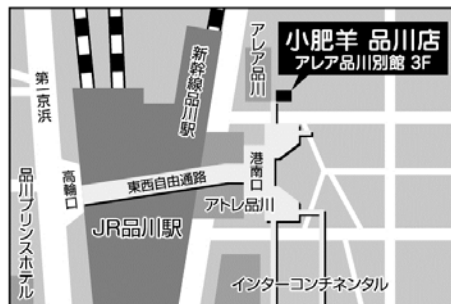 小肥羊 品川店
アレア品川別館 3F
アレア品川
新幹線品川駅
第一京浜
高輪口
東西自由通路
港南口
アトレ品川
JR品川駅
品川プリンスホテル
インターコンチネンタル